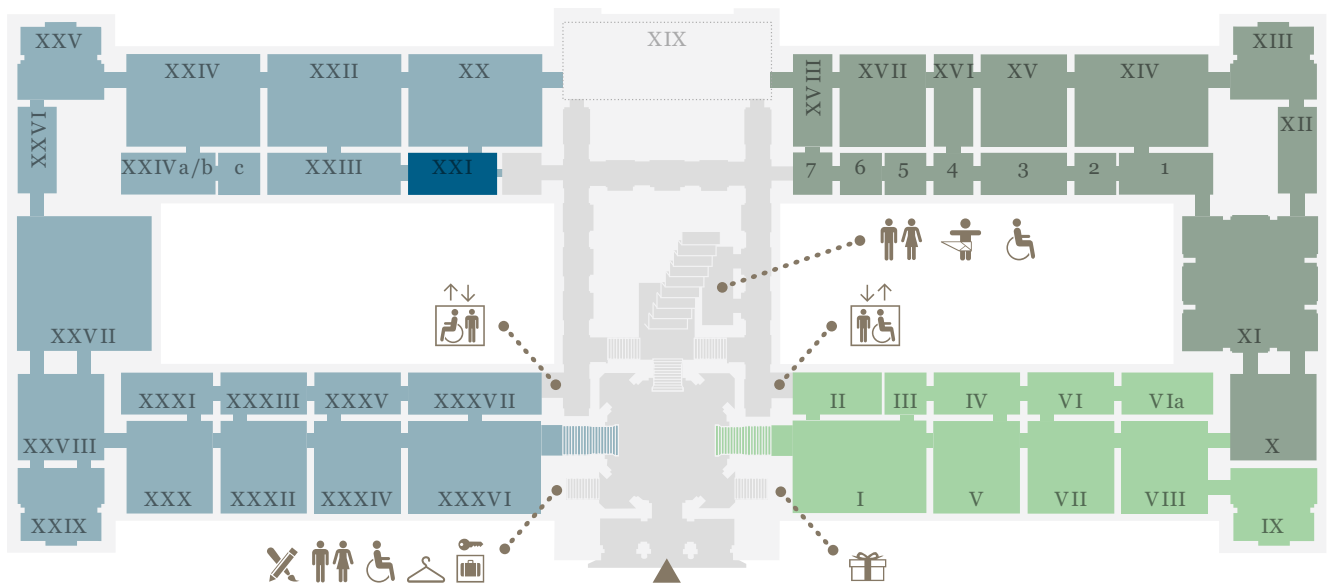 XXV XXIV XXII XX XIX XVIII XVII XVI XV XIV XIII
XXVI XII
XXIVa/b c XXIII XXI 7 6 5 4 3 2 1
XXVII XI
XXXI XXXIII XXXV XXXVII II III IV VI VIa
XXVIII X
XXX XXXII XXXIV XXXVI I V VII VIII
XXIX IX